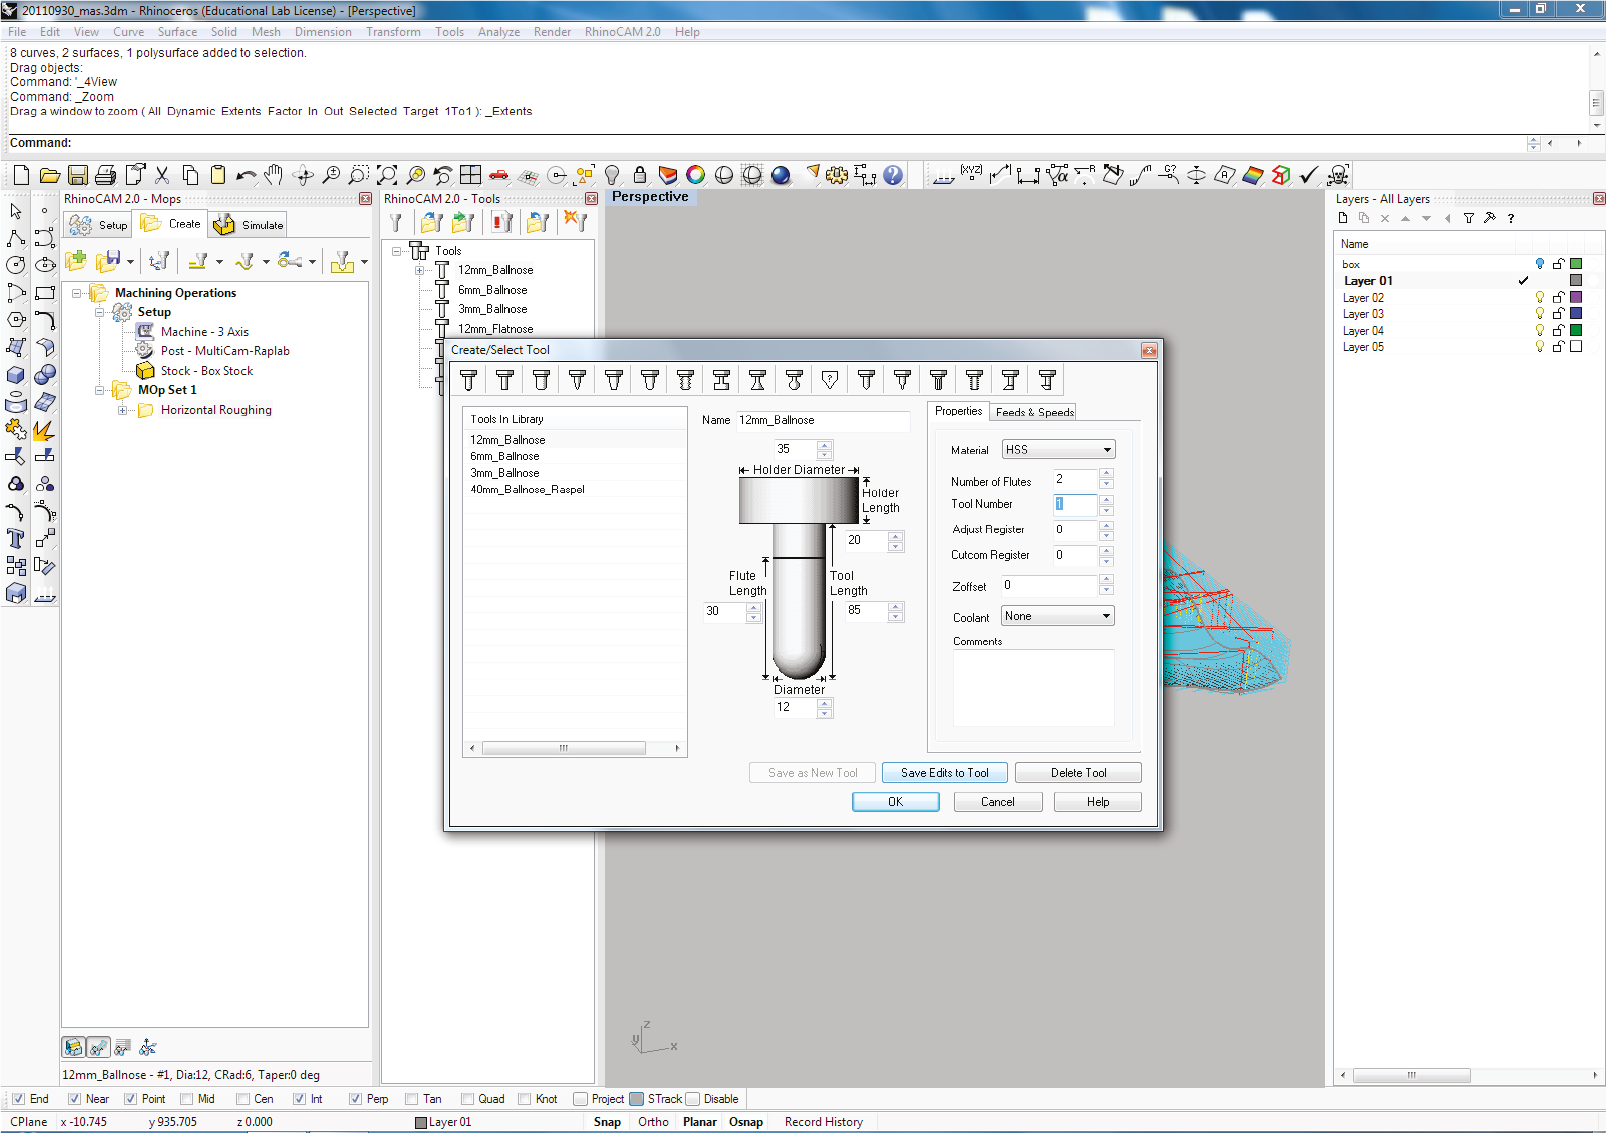 20110930_mas.3dm - Rhinoceros (Educational Lab License) - [Perspective]
File Edit View Curve Surface Solid Mesh Dimension Transform Tools Analyze Render RhinoCAM 2.0 Help
8 curves, 2 surfaces, 1 polysurface added to selection.
Drag objects:
Command: '_4View
Command: _Zoom
Drag a window to zoom ( All Dynamic Extents Factor In Out Selected Target 1To1 ): _Extents
Command:
RhinoCAM 2.0 - Mops
Setup Create Simulate
Machining Operations
Setup
Machine - 3 Axis
Post - MultiCam-Raplab
Stock - Box Stock
MOp Set 1
Horizontal Roughing
12mm_Ballnose - #1, Dia:12, CRad:6, Taper:0 deg
RhinoCAM 2.0 - Tools
Tools
12mm_Ballnose
6mm_Ballnose
3mm_Ballnose
12mm_Flatnose
Perspective
Create/Select Tool
Tools In Library
12mm_Ballnose
6mm_Ballnose
3mm_Ballnose
40mm_Ballnose_Raspel
Name 12mm_Ballnose
35
Holder Diameter
Holder
Length
20
Flute
Length
30
Tool
Length
85
Diameter
12
Properties Feeds & Speeds
Material HSS
Number of Flutes 2
Tool Number 1
Adjust Register 0
Cutcom Register 0
Zoffset 0
Coolant None
Comments
Save as New Tool Save Edits to Tool Delete Tool
OK Cancel Help
z
y
x
Layers - All Layers
Name
box
Layer 01
Layer 02
Layer 03
Layer 04
Layer 05
End Near Point Mid Cen Int Perp Tan Quad Knot Project STrack Disable
CPlane x -10.745 y 935.705 z 0.000 Layer 01 Snap Ortho Planar Osnap Record History